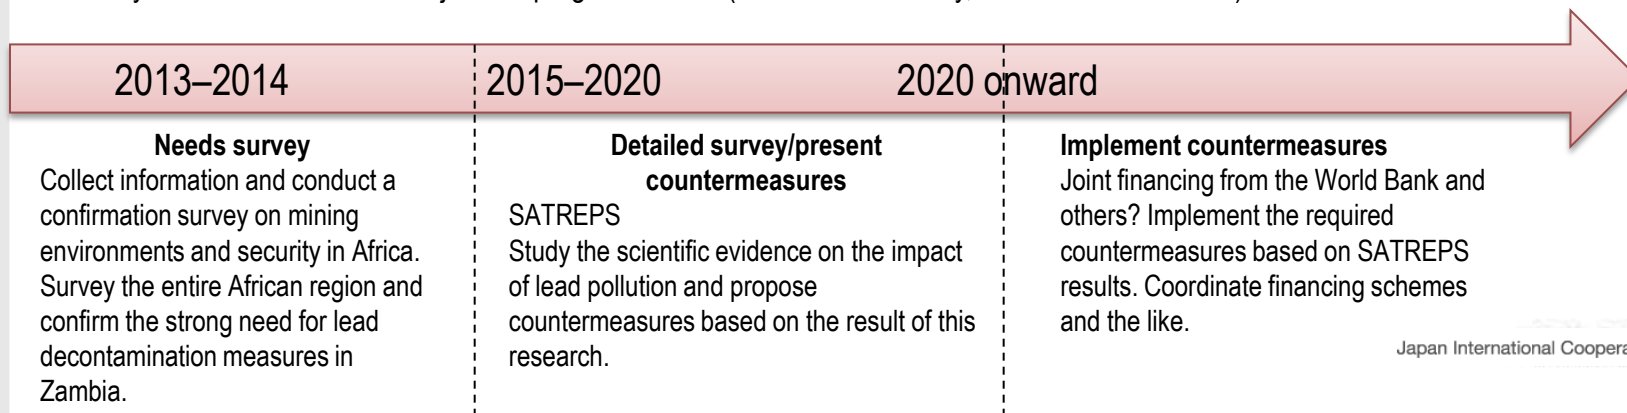 2013–2014
2015–2020
2020 onward
Needs survey
Collect information and conduct a
confirmation survey on mining
environments and security in Africa.
Survey the entire African region and
confirm the strong need for lead
decontamination measures in
Zambia.
Detailed survey/present
countermeasures
SATREPS
Study the scientific evidence on the impact
of lead pollution and propose
countermeasures based on the result of this
research.
Implement countermeasures
Joint financing from the World Bank and
others? Implement the required
countermeasures based on SATREPS
results. Coordinate financing schemes
and the like.
Japan International Coopera